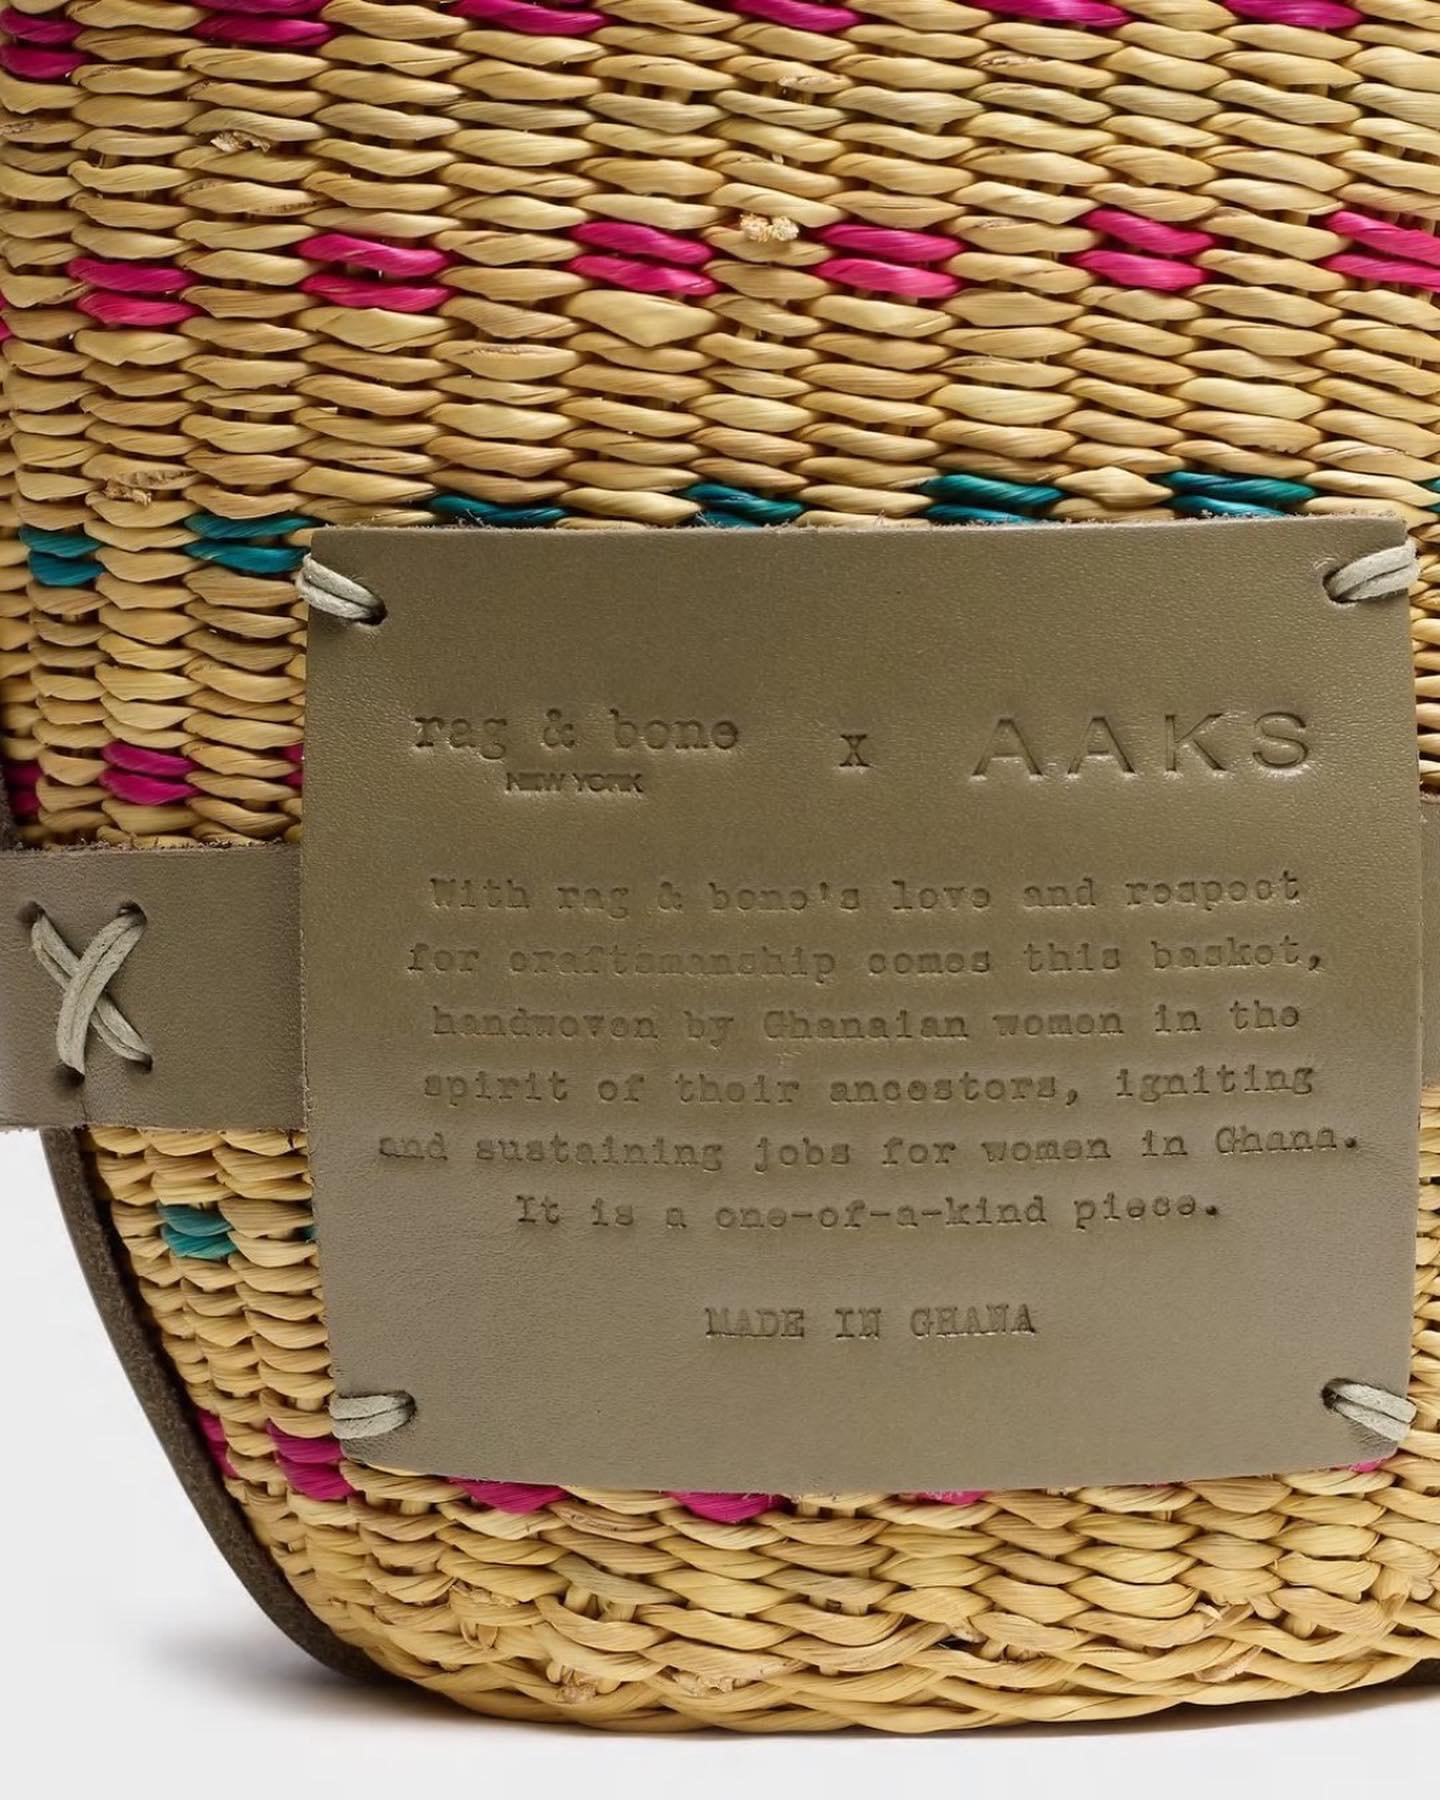 rag & bone x AAKS
NEW YORK
With rag & bone's love and respect
for craftsmanship comes this basket,
handwoven by Ghanaian women in the
spirit of their ancestors, igniting
and sustaining jobs for women in Ghana.
It is a one-of-a-kind piece.
MADE IN GHANA